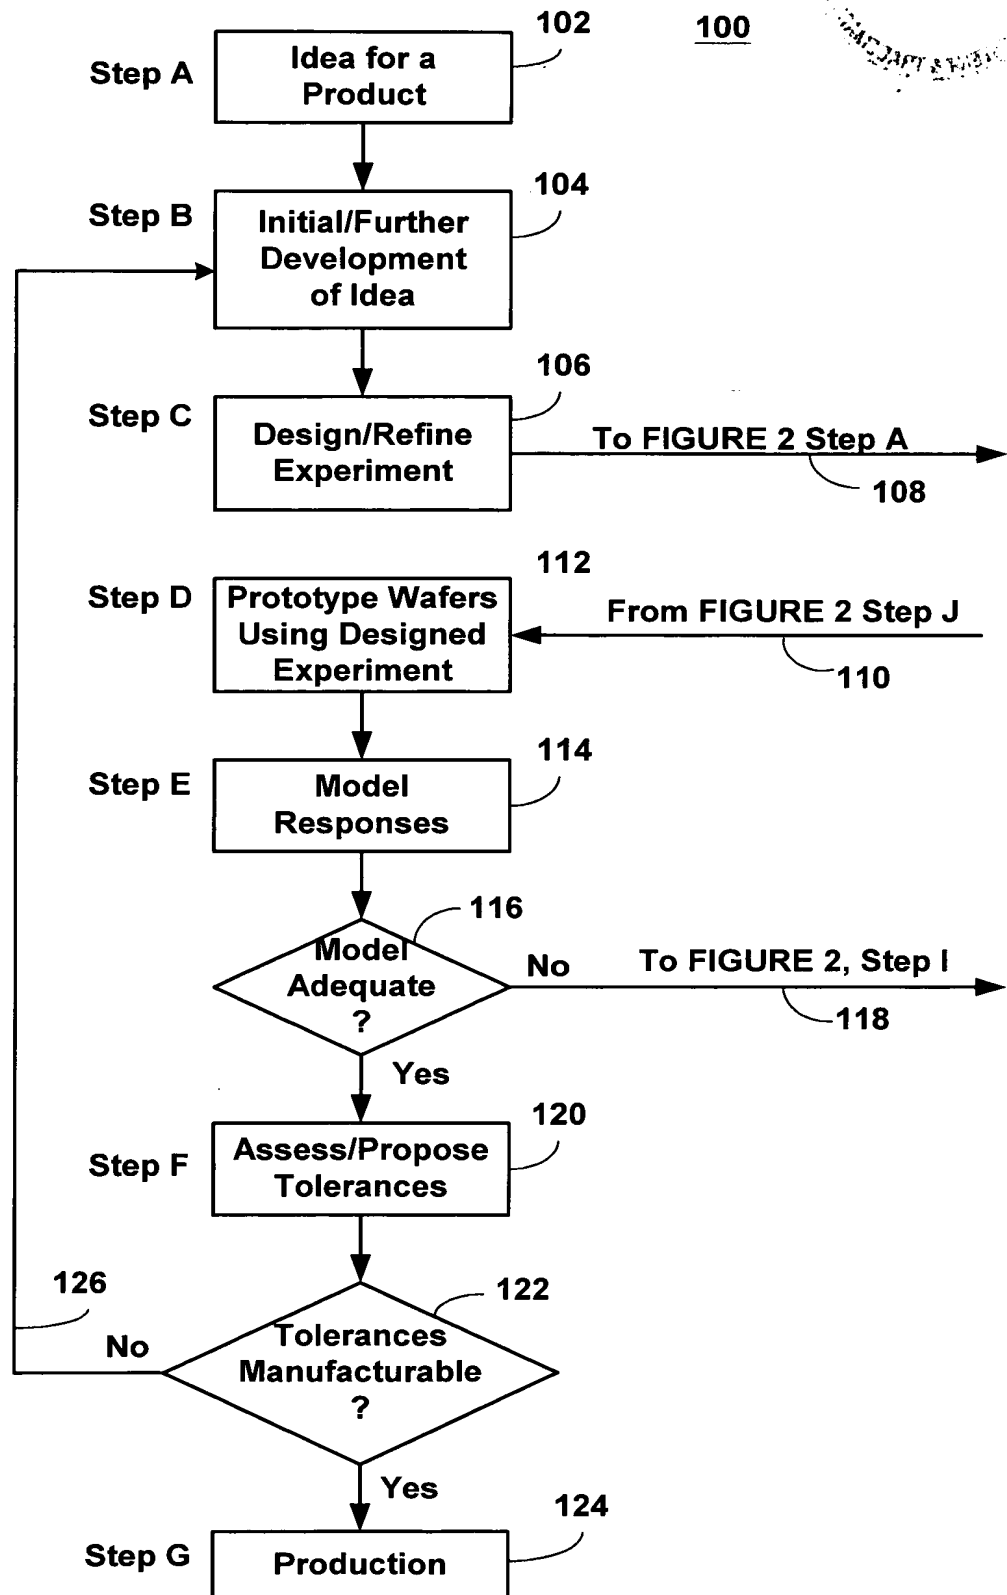 102
100
Step A
Idea for a
Product
104
Step B
Initial/Further
Development
of Idea
106
Step C
Design/Refine
Experiment
To FIGURE 2 Step A
108
112
Step D
Prototype Wafers
Using Designed
Experiment
From FIGURE 2 Step J
110
114
Step E
Model
Responses
116
Model
Adequate
?
No
To FIGURE 2, Step I
118
Yes
120
Step F
Assess/Propose
Tolerances
126
122
No
Tolerances
Manufacturable
?
Yes
124
Step G
Production